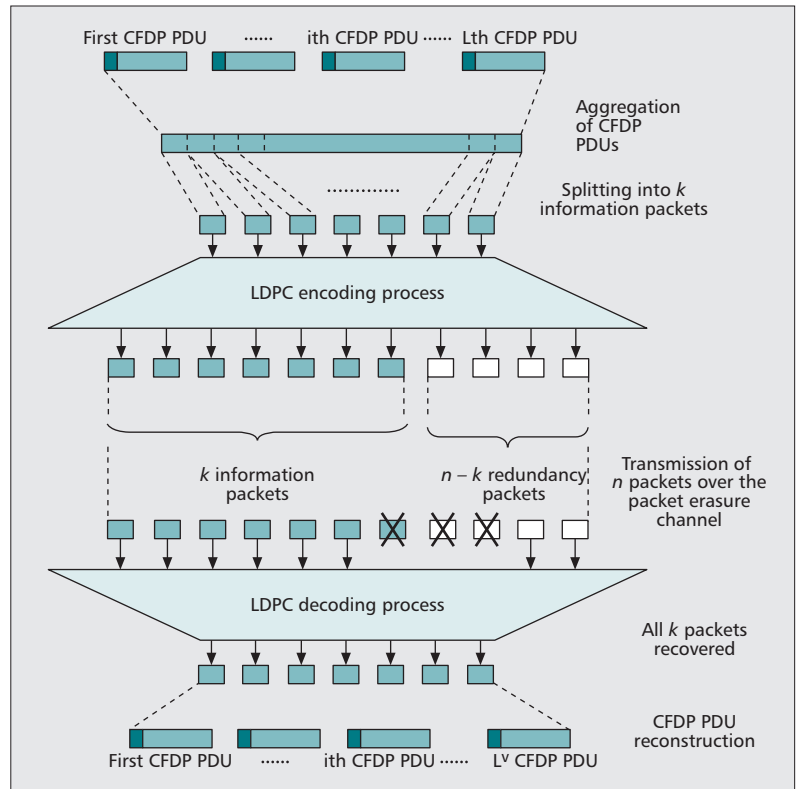 First CFDP PDU ...... ith CFDP PDU ...... Lth CFDP PDU
Aggregation
of CFDP
PDUs
.............
Splitting into k
information packets
LDPC encoding process
k information
packets
n – k redundancy
packets
Transmission of
n packets over the
packet erasure
channel
LDPC decoding process
All k packets
recovered
CFDP PDU
reconstruction
First CFDP PDU ...... ith CFDP PDU ...... Lᵛ CFDP PDU